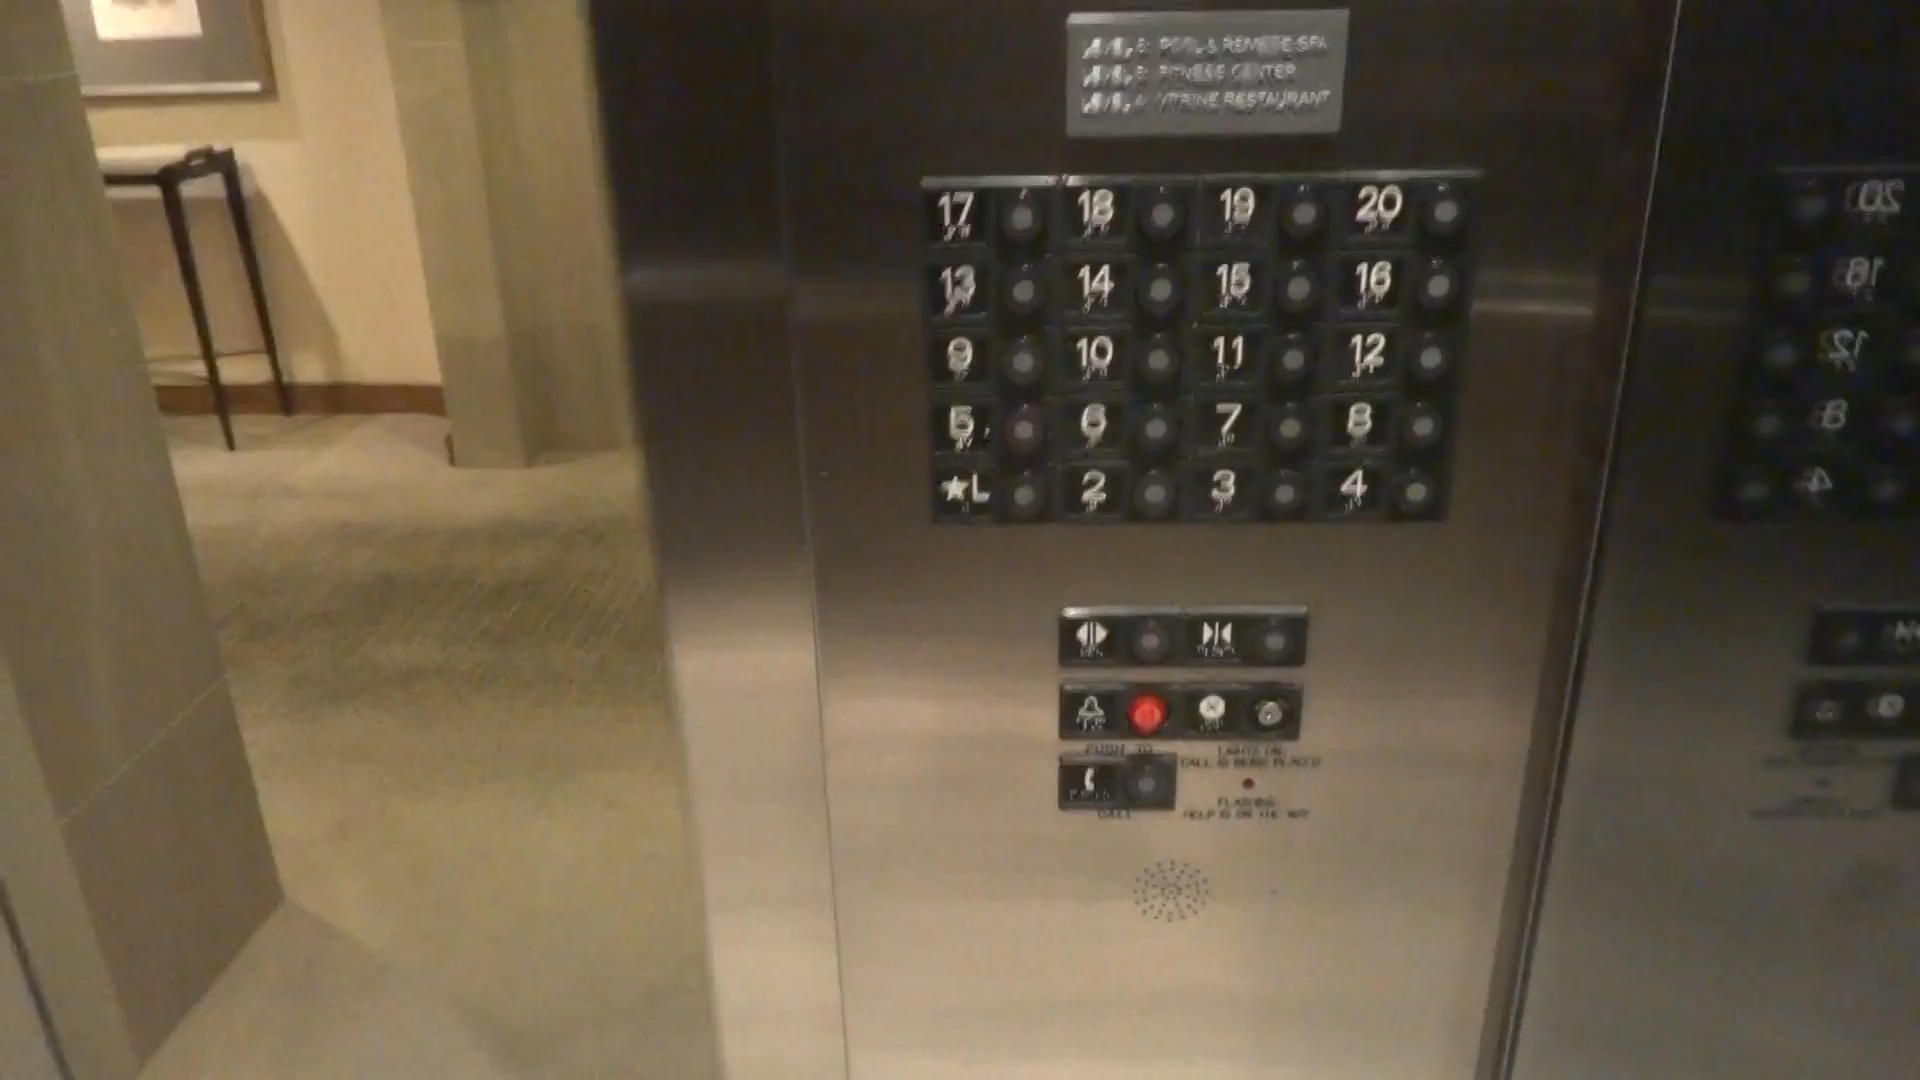 POOL & REMEDE SPA
FITNESS CENTER
VITRINE RESTAURANT
17 18 19 20
13 14 15 16
9 10 11 12
5 6 7 8
★L 2 3 4
PUSH TO
CALL
LIGHTS ON:
CALL IS BEING PLACED
FLASHING:
HELP IS ON THE WAY